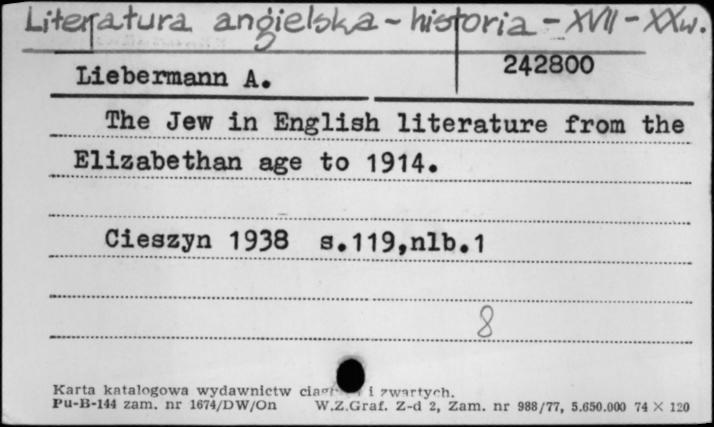 Literatura angielska - historia - XVII - XXw.
Liebermann A. 242800
The Jew in English literature from the
Elizabethan age to 1914.
Cieszyn 1938 s.119,nlb.1
8
Karta katalogowa wydawnictw i zwartych.
Pu-B-144 zam. nr 1674/DW/On W.Z.Graf. Z-d 2, Zam. nr 988/77, 5.650.000 74 × 120